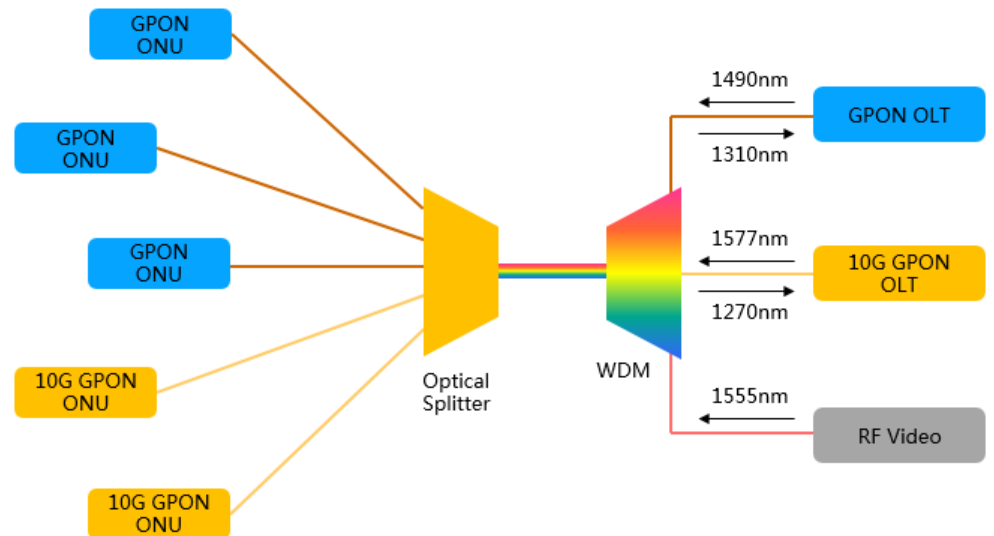 GPON
ONU
GPON
ONU
GPON
ONU
10G GPON
ONU
10G GPON
ONU
Optical
Splitter
WDM
1490nm
1310nm
GPON OLT
1577nm
1270nm
10G GPON
OLT
1555nm
RF Video